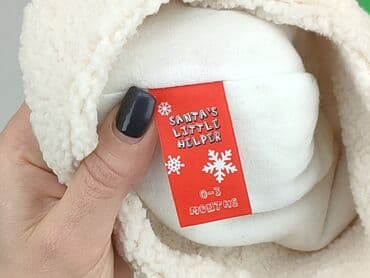 SANTA'S
LITTLE
HELPER
0-3
MONTHS